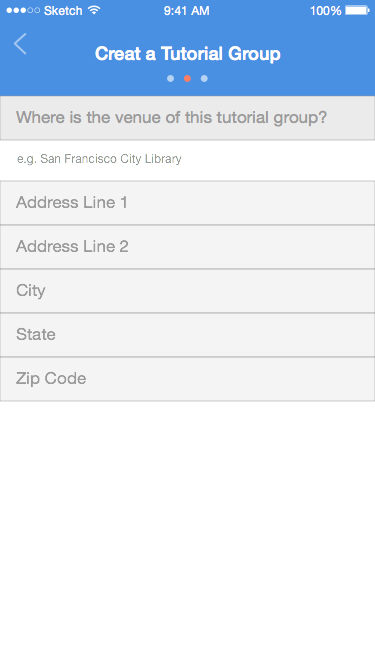 Sketch 9:41 AM 100%
Creat a Tutorial Group
Where is the venue of this tutorial group?
e.g. San Francisco City Library
Address Line 1
Address Line 2
City
State
Zip Code